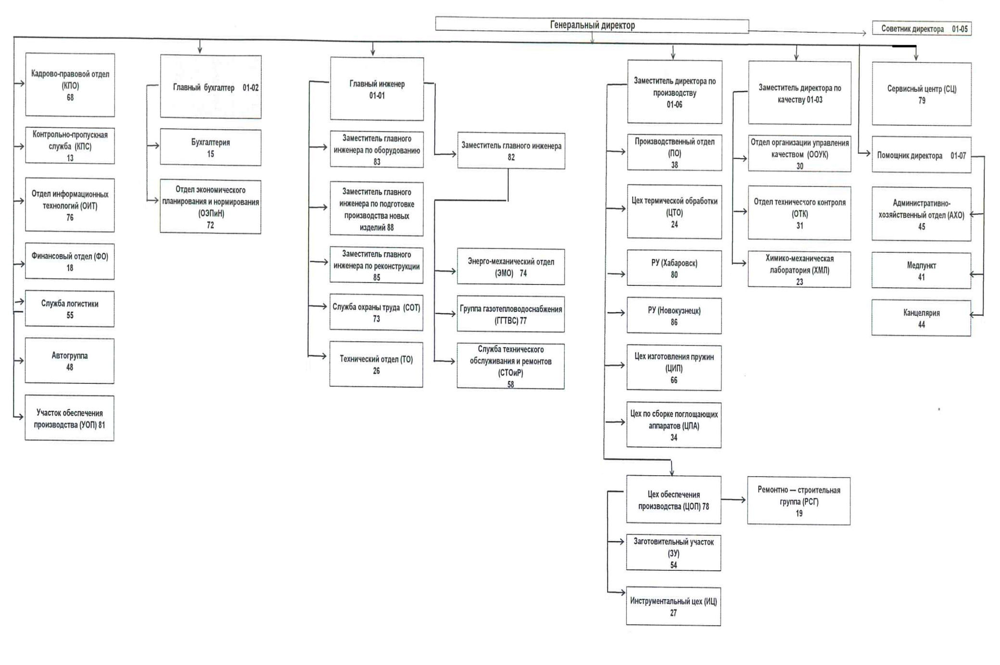 Генеральный директор
Советник директора 01-05
Кадрово-правовой отдел
(КПО)
68
Контрольно-пропускная
служба (КПС)
13
Отдел информационных
технологий (ОИТ)
76
Финансовый отдел (ФО)
18
Служба логистики
55
Автогруппа
48
Участок обеспечения
производства (УОП) 81
Главный бухгалтер 01-02
Бухгалтерия
15
Отдел экономического
планирования и нормирования
(ОЭПиН)
72
Главный инженер
01-01
Заместитель главного
инженера по оборудованию
83
Заместитель главного
инженера по подготовке
производства новых
изделий 88
Заместитель главного
инженера по реконструкции
85
Служба охраны труда (СОТ)
73
Технический отдел (ТО)
26
Заместитель главного инженера
82
Энерго-механический отдел
(ЭМО) 74
Группа газотепловодоснабжения
(ГГТВС) 77
Служба технического
обслуживания и ремонтов
(СТОиР)
58
Заместитель директора по
производству
01-06
Производственный отдел
(ПО)
38
Цех термической обработки
(ЦТО)
24
РУ (Хабаровск)
80
РУ (Новокузнецк)
86
Цех изготовления пружин
(ЦИП)
66
Цех по сборке поглощающих
аппаратов (ЦПА)
34
Цех обеспечения
производства (ЦОП) 78
Заготовительный участок
(ЗУ)
54
Инструментальный цех (ИЦ)
27
Ремонтно — строительная
группа (РСГ)
19
Заместитель директора по
качеству 01-03
Отдел организации управления
качеством (ООУК)
30
Отдел технического контроля
(ОТК)
31
Химико-механическая
лаборатория (ХМЛ)
23
Сервисный центр (СЦ)
79
Помощник директора 01-07
Административно-
хозяйственный отдел (АХО)
45
Медпункт
41
Канцелярия
44